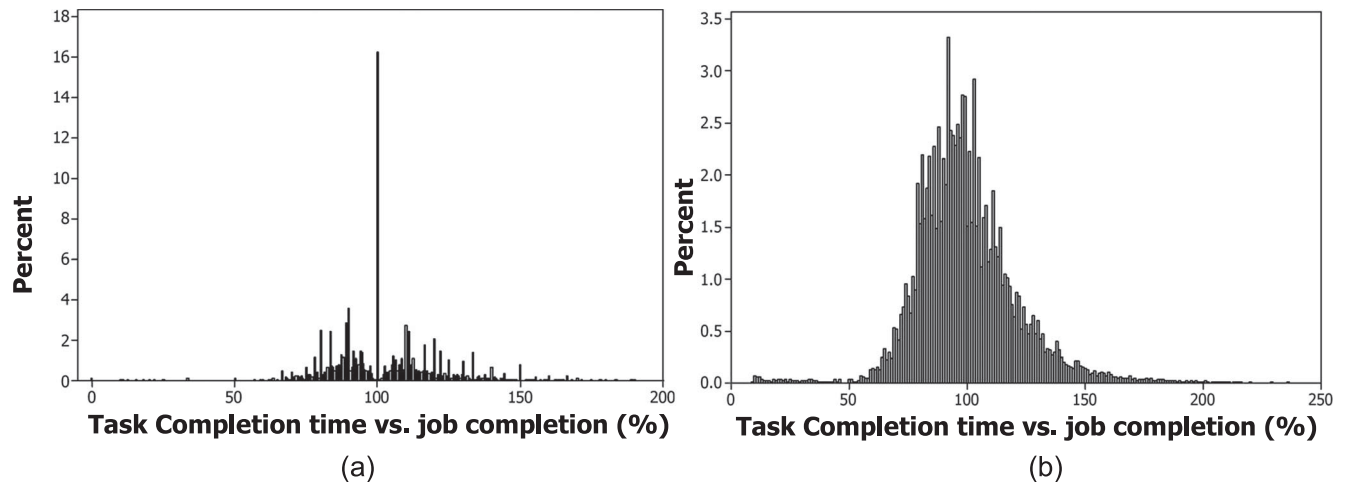 18
16
14
12
10
8
6
4
2
0
Percent
0 50 100 150 200
Task Completion time vs. job completion (%)
(a)
3.5
3.0
2.5
2.0
1.5
1.0
0.5
0.0
Percent
0 50 100 150 200 250
Task Completion time vs. job completion (%)
(b)